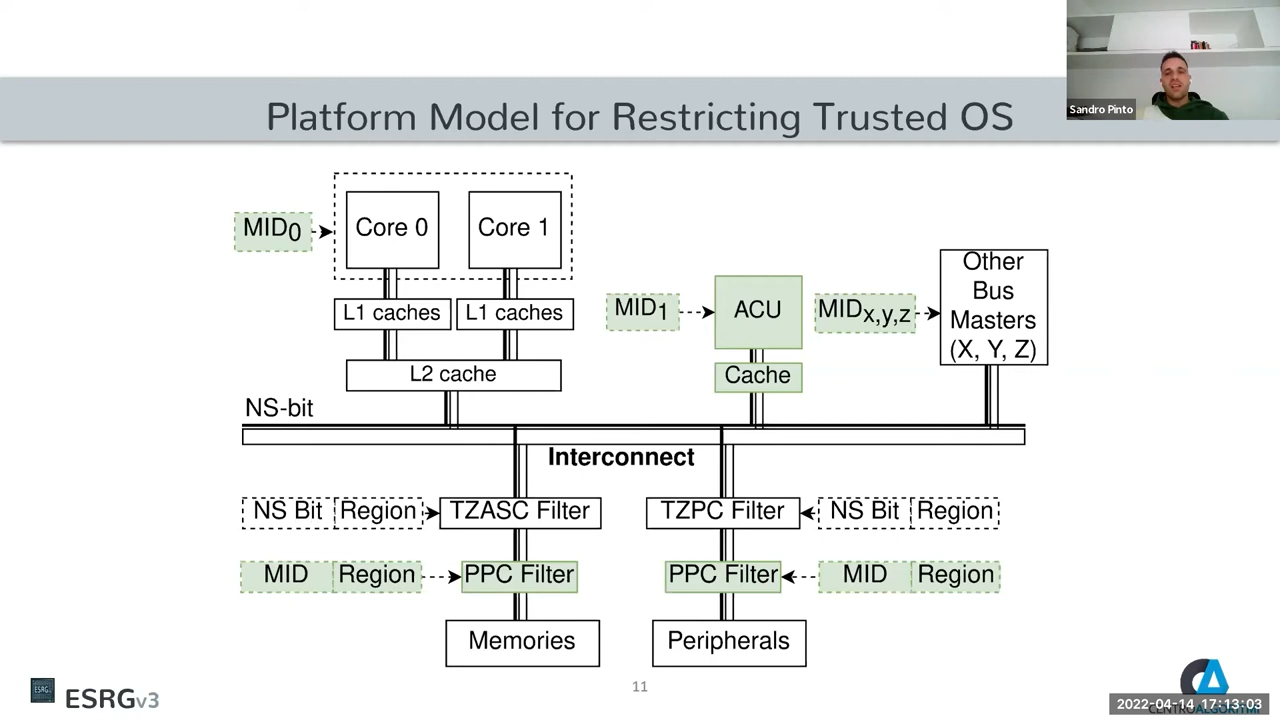 Sandro Pinto
Platform Model for Restricting Trusted OS
MID0
Core 0
Core 1
L1 caches
L1 caches
L2 cache
MID1
ACU
Cache
MIDx,y,z
Other
Bus
Masters
(X, Y, Z)
NS-bit
Interconnect
NS Bit
Region
TZASC Filter
TZPC Filter
NS Bit
Region
MID
Region
PPC Filter
PPC Filter
MID
Region
Memories
Peripherals
ESRG
ESRGv3
11
CENTROALGORITMI
2022-04-14 17:13:03